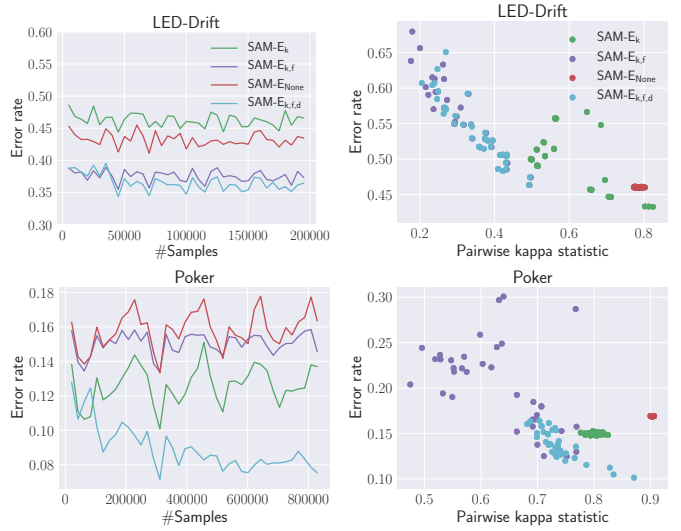 LED-Drift
0.60
0.55
0.50
0.45
0.40
0.35
0.30
Error rate
SAM-Ek
SAM-Ek,f
SAM-ENone
SAM-Ek,f,d
0 50000 100000 150000 200000
#Samples
LED-Drift
0.65
0.60
0.55
0.50
0.45
Error rate
SAM-Ek
SAM-Ek,f
SAM-ENone
SAM-Ek,f,d
0.2 0.4 0.6 0.8
Pairwise kappa statistic
Poker
0.18
0.16
0.14
0.12
0.10
0.08
Error rate
0 200000 400000 600000 800000
#Samples
Poker
0.30
0.25
0.20
0.15
0.10
Error rate
0.5 0.6 0.7 0.8 0.9
Pairwise kappa statistic